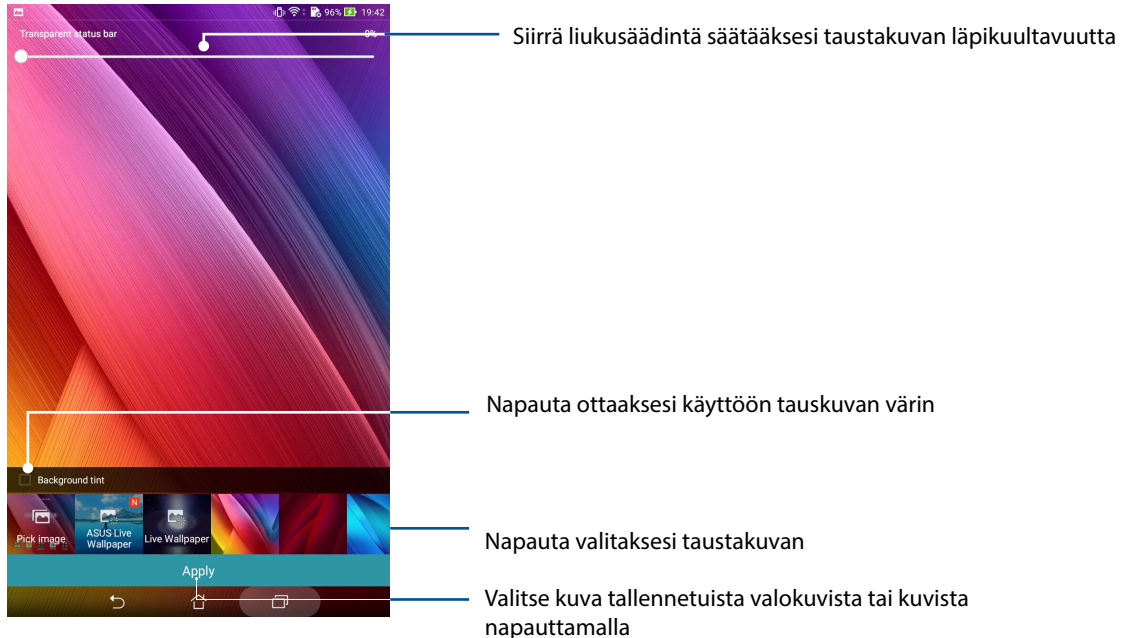 96% 19:42
Transparent status bar 0%
Siirrä liukusäädintä säätääksesi taustakuvan läpikuultavuutta
Napauta ottaaksesi käyttöön tauskuvan värin
Background tint
N
Pick image
ASUS Live
Wallpaper
Live Wallpaper
Napauta valitaksesi taustakuvan
Apply
Valitse kuva tallennetuista valokuvista tai kuvista
napauttamalla